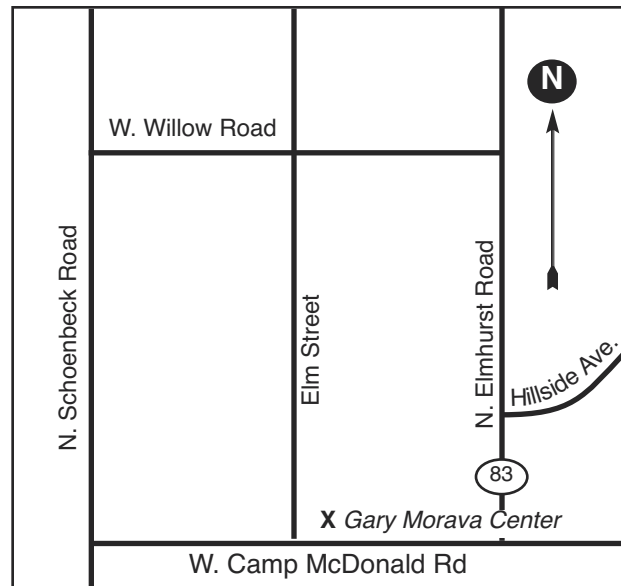 N
W. Willow Road
N. Schoenbeck Road
Elm Street
N. Elmhurst Road
Hillside Ave.
83
X Gary Morava Center
W. Camp McDonald Rd